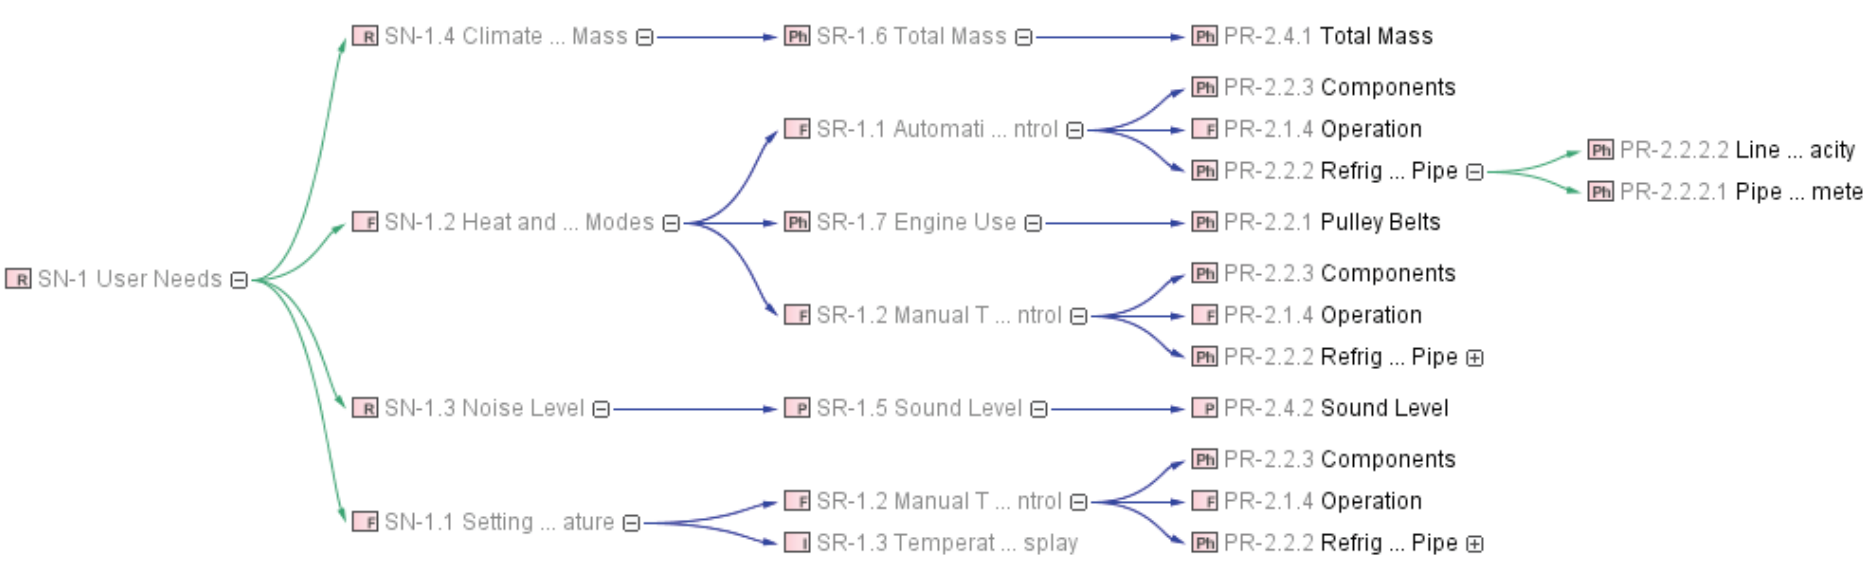 R SN-1.4 Climate ... Mass
Ph SR-1.6 Total Mass
Ph PR-2.4.1 Total Mass
Ph PR-2.2.3 Components
F SR-1.1 Automati ... ntrol
F PR-2.1.4 Operation
Ph PR-2.2.2 Refrig ... Pipe
Ph PR-2.2.2.2 Line ... acity
Ph PR-2.2.2.1 Pipe ... mete
F SN-1.2 Heat and ... Modes
Ph SR-1.7 Engine Use
Ph PR-2.2.1 Pulley Belts
R SN-1 User Needs
Ph PR-2.2.3 Components
F SR-1.2 Manual T ... ntrol
F PR-2.1.4 Operation
Ph PR-2.2.2 Refrig ... Pipe
R SN-1.3 Noise Level
P SR-1.5 Sound Level
P PR-2.4.2 Sound Level
Ph PR-2.2.3 Components
F SN-1.1 Setting ... ature
F SR-1.2 Manual T ... ntrol
F PR-2.1.4 Operation
I SR-1.3 Temperat ... splay
Ph PR-2.2.2 Refrig ... Pipe